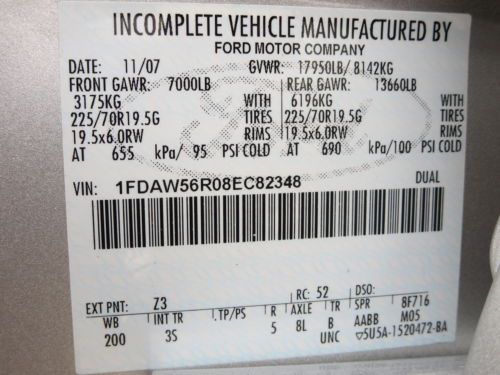 INCOMPLETE VEHICLE MANUFACTURED BY
FORD MOTOR COMPANY
DATE: 11/07 GVWR: 17950LB/ 8142KG
FRONT GAWR: 7000LB REAR GAWR: 13660LB
3175KG WITH 6196KG WITH
225/70R19.5G TIRES 225/70R19.5G TIRES
19.5x6.0RW RIMS 19.5x6.0RW RIMS
AT 655 kPa/ 95 PSI COLD AT 690 kPa/100 PSI COLD
VIN: 1FDAW56R08EC82348 DUAL
EXT PNT: Z3 RC: 52 DSO:
WB INT TR .TP/PS R AXLE TR SPR 8F716
200 3S 5 8L B AABB M05
UNC ▽5U5A-1520472-BA